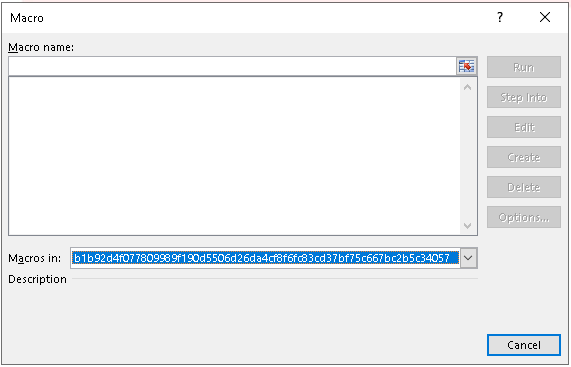 Macro
Macro name:
Run
Step Into
Edit
Create
Delete
Options...
Macros in:
b1b92d4f077809989f190d5506d26da4cf8f6fc83cd37bf75c667bc2b5c34057
Description
Cancel